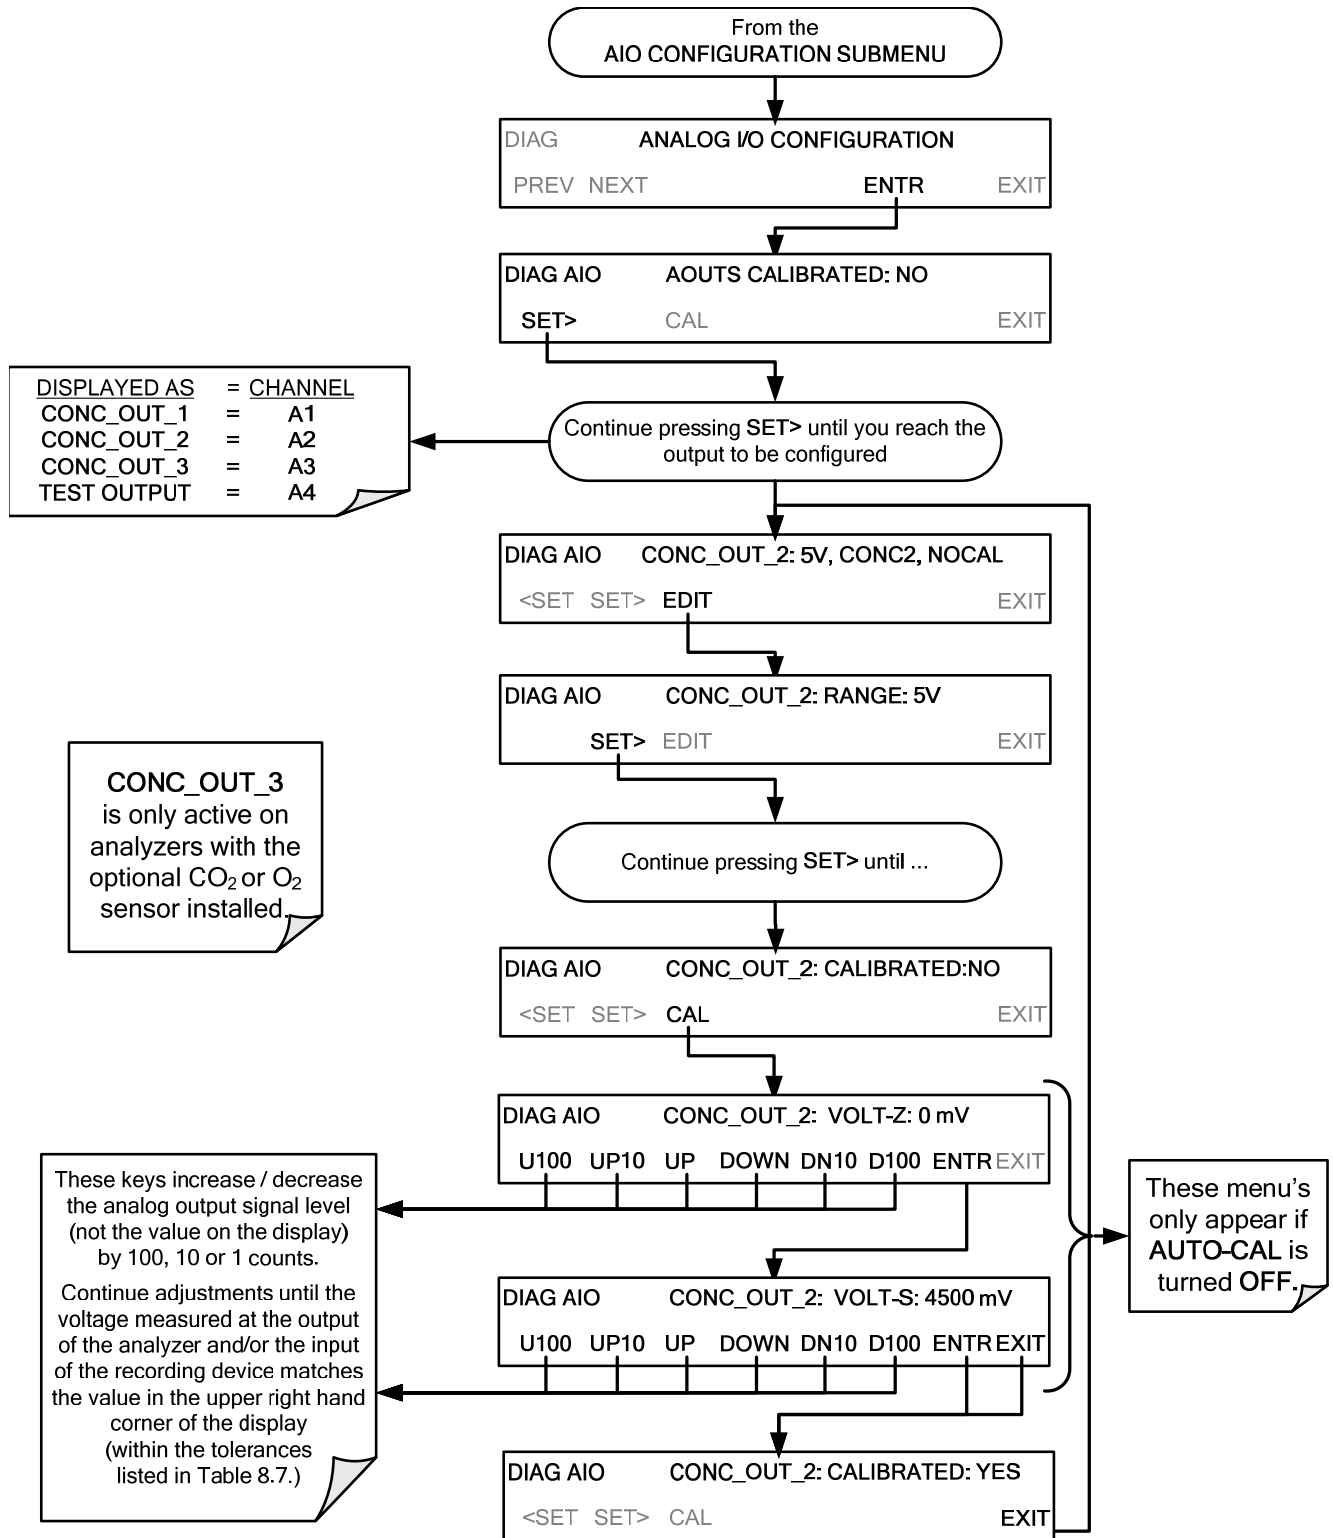 From the
AIO CONFIGURATION SUBMENU
DIAG ANALOG I/O CONFIGURATION
PREV NEXT ENTR EXIT
DIAG AIO AOUTS CALIBRATED: NO
SET> CAL EXIT
DISPLAYED AS = CHANNEL
CONC_OUT_1 = A1
CONC_OUT_2 = A2
CONC_OUT_3 = A3
TEST OUTPUT = A4
Continue pressing SET> until you reach the
output to be configured
DIAG AIO CONC_OUT_2: 5V, CONC2, NOCAL
<SET SET> EDIT EXIT
DIAG AIO CONC_OUT_2: RANGE: 5V
SET> EDIT EXIT
CONC_OUT_3
is only active on
analyzers with the
optional CO₂ or O₂
sensor installed.
Continue pressing SET> until ...
DIAG AIO CONC_OUT_2: CALIBRATED:NO
<SET SET> CAL EXIT
DIAG AIO CONC_OUT_2: VOLT-Z: 0 mV
U100 UP10 UP DOWN DN10 D100 ENTR EXIT
These keys increase / decrease
the analog output signal level
(not the value on the display)
by 100, 10 or 1 counts.
Continue adjustments until the
voltage measured at the output
of the analyzer and/or the input
of the recording device matches
the value in the upper right hand
corner of the display
(within the tolerances
listed in Table 8.7.)
These menu's
only appear if
AUTO-CAL is
turned OFF.
DIAG AIO CONC_OUT_2: VOLT-S: 4500 mV
U100 UP10 UP DOWN DN10 D100 ENTR EXIT
DIAG AIO CONC_OUT_2: CALIBRATED: YES
<SET SET> CAL EXIT